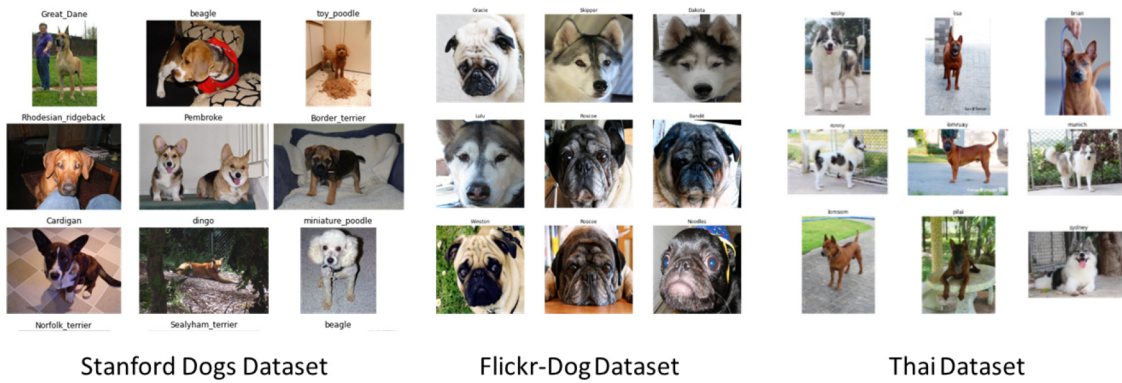 Great_Dane
beagle
toy_poodle
Rhodesian_ridgeback
Pembroke
Border_terrier
Cardigan
dingo
miniature_poodle
Norfolk_terrier
Sealyham_terrier
beagle
Stanford Dogs Dataset
Gracie
Skipper
Dakota
Lulu
Roscoe
Bandit
Winston
Roscoe
Noodles
Flickr-Dog Dataset
lisa
brian
munich
pilai
sydney
Thai Dataset